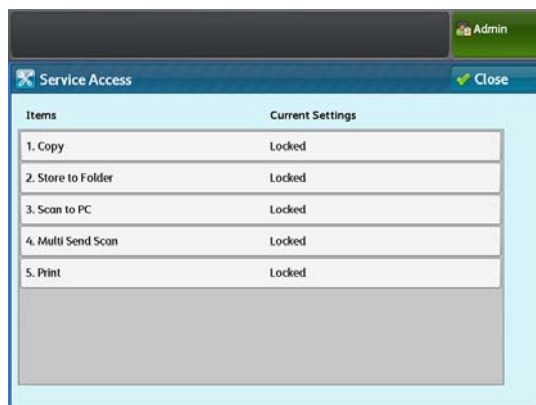 Admin
Service Access Close
Items Current Settings
1. Copy Locked
2. Store to Folder Locked
3. Scan to PC Locked
4. Multi Send Scan Locked
5. Print Locked